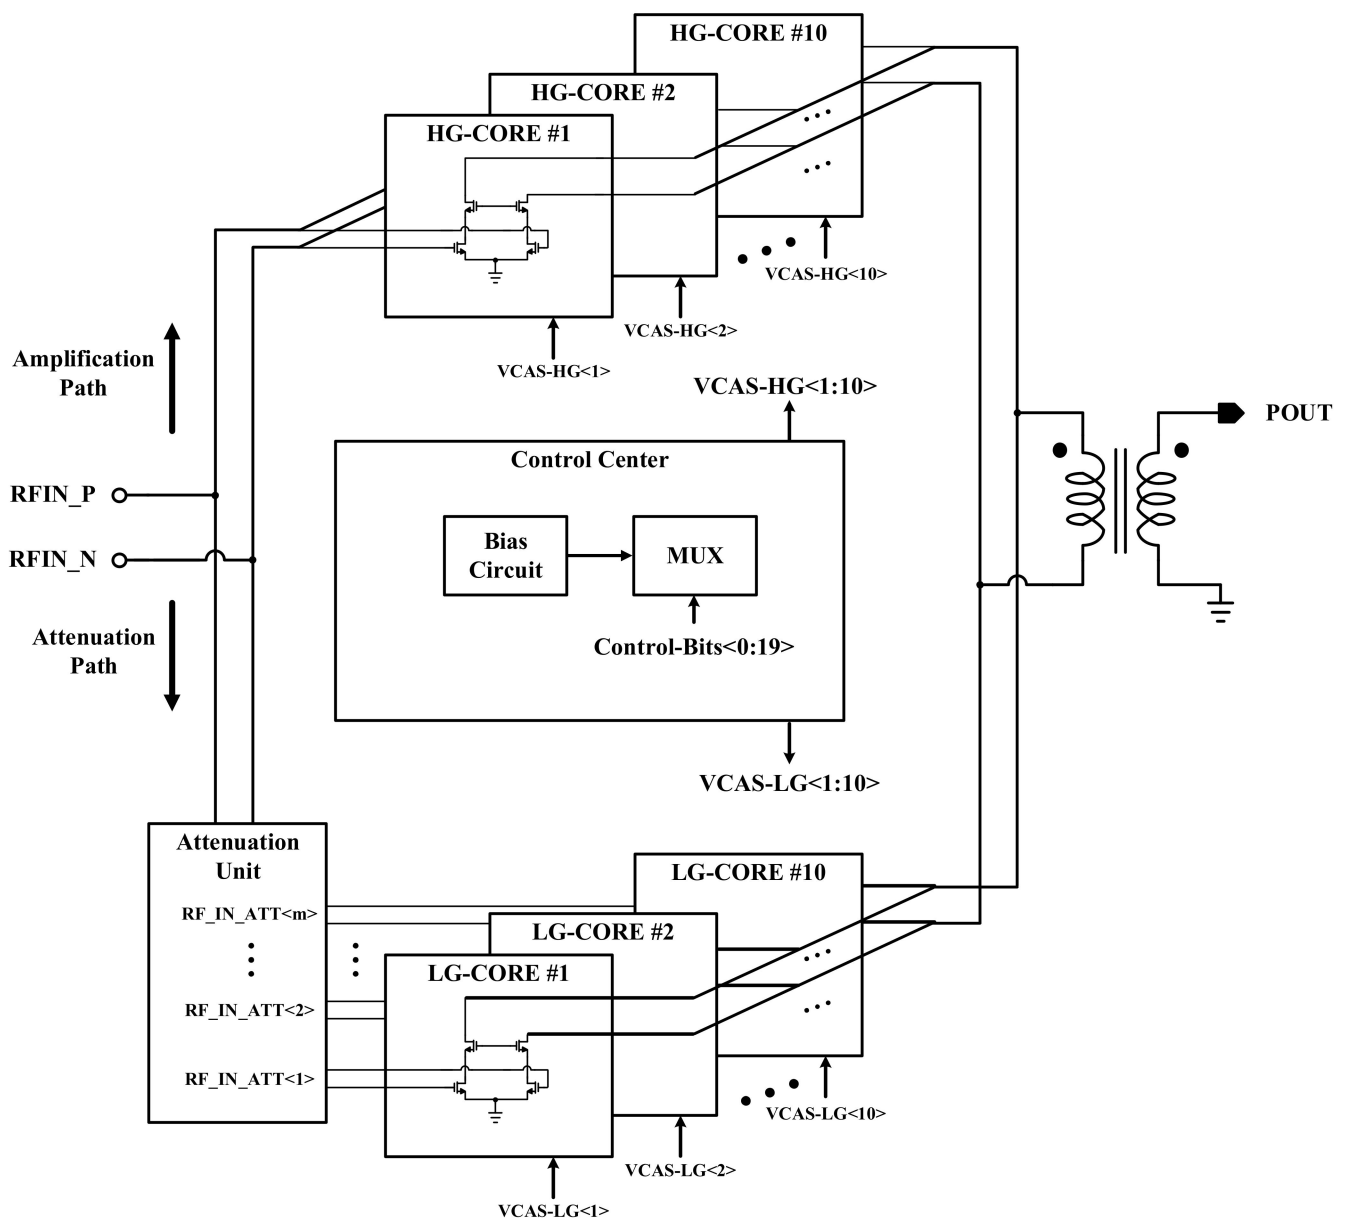 HG-CORE #10
HG-CORE #2
HG-CORE #1
VCAS-HG<10>
VCAS-HG<2>
VCAS-HG<1>
Amplification
Path
VCAS-HG<1:10>
POUT
Control Center
RFIN_P
RFIN_N
Bias
Circuit
MUX
Control-Bits<0:19>
Attenuation
Path
VCAS-LG<1:10>
Attenuation
Unit
RF_IN_ATT<m>
RF_IN_ATT<2>
RF_IN_ATT<1>
LG-CORE #10
LG-CORE #2
LG-CORE #1
VCAS-LG<10>
VCAS-LG<2>
VCAS-LG<1>